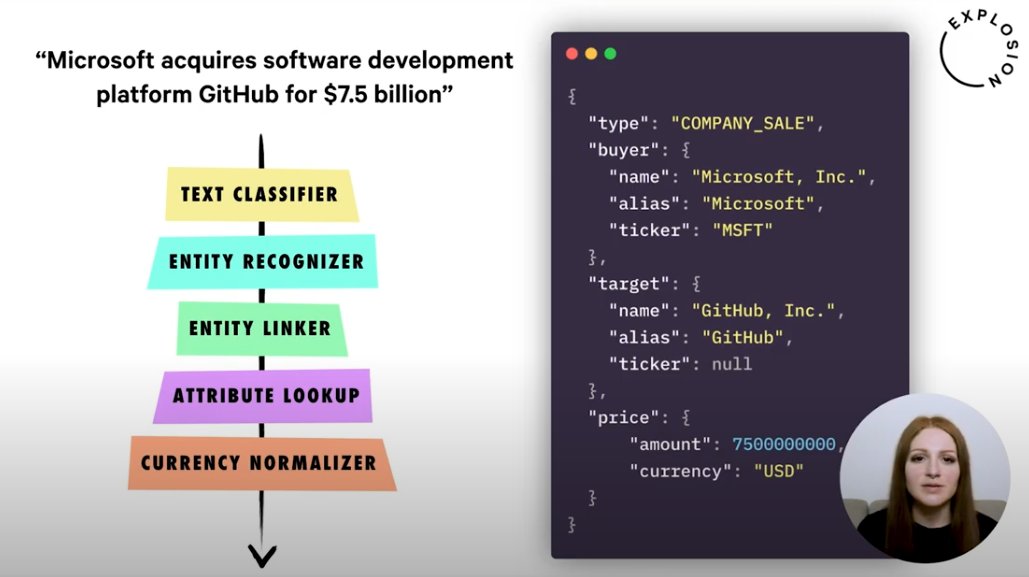 “Microsoft acquires software development
platform GitHub for $7.5 billion”
TEXT CLASSIFIER
ENTITY RECOGNIZER
ENTITY LINKER
ATTRIBUTE LOOKUP
CURRENCY NORMALIZER
{
"type": "COMPANY_SALE",
"buyer": {
"name": "Microsoft, Inc.",
"alias": "Microsoft",
"ticker": "MSFT"
},
"target": {
"name": "GitHub, Inc.",
"alias": "GitHub",
"ticker": null
},
"price": {
"amount": 7500000000,
"currency": "USD"
}
}
EXPLOSION